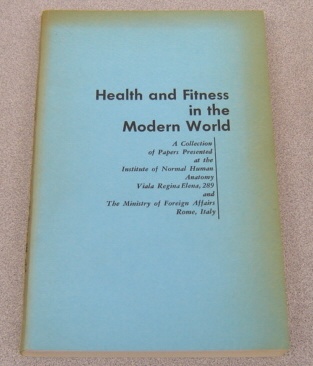 Health and Fitness
in the
Modern World
A Collection
of Papers Presented
at the
Institute of Normal Human
Anatomy
Viala Regina Elena, 289
and
The Ministry of Foreign Affairs
Rome, Italy